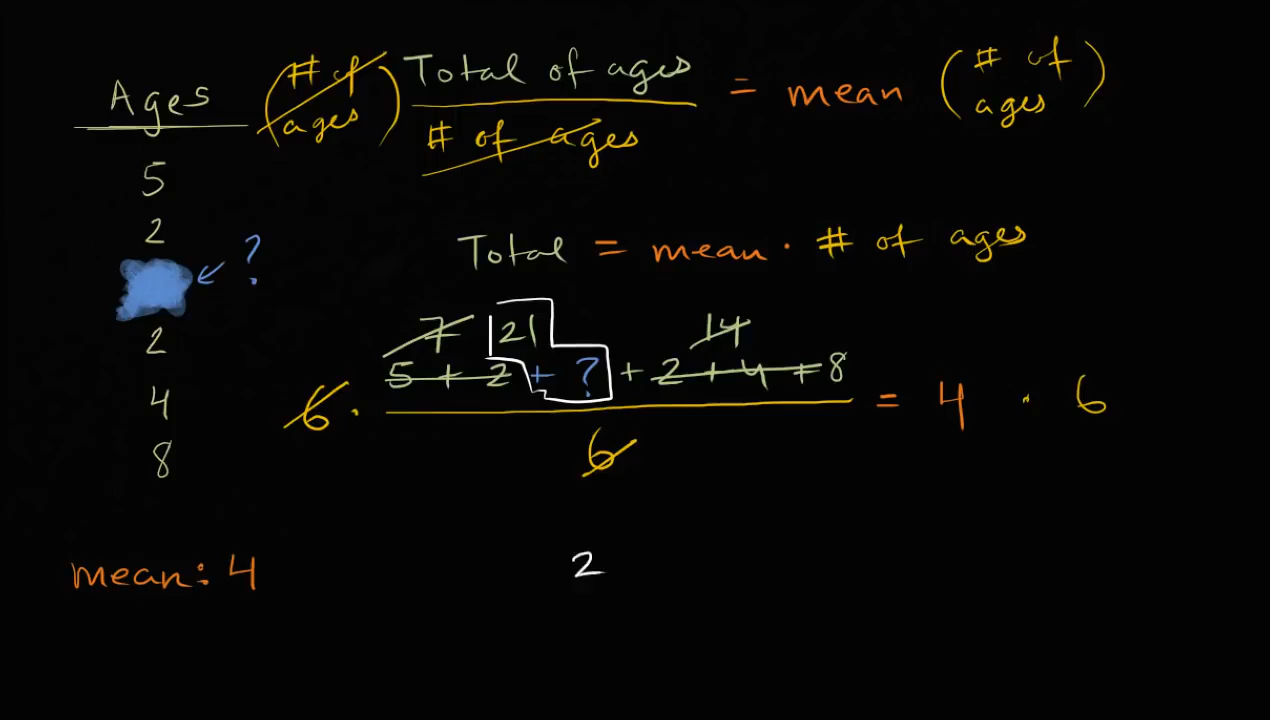 Ages
5
2
?
2
4
8
mean: 4
(# of ages) Total of ages / # of ages = mean (# of ages)
Total = mean · # of ages
7 21 14
6 · 5 + 2 + ? + 2 + 4 + 8 / 6 = 4 · 6
2